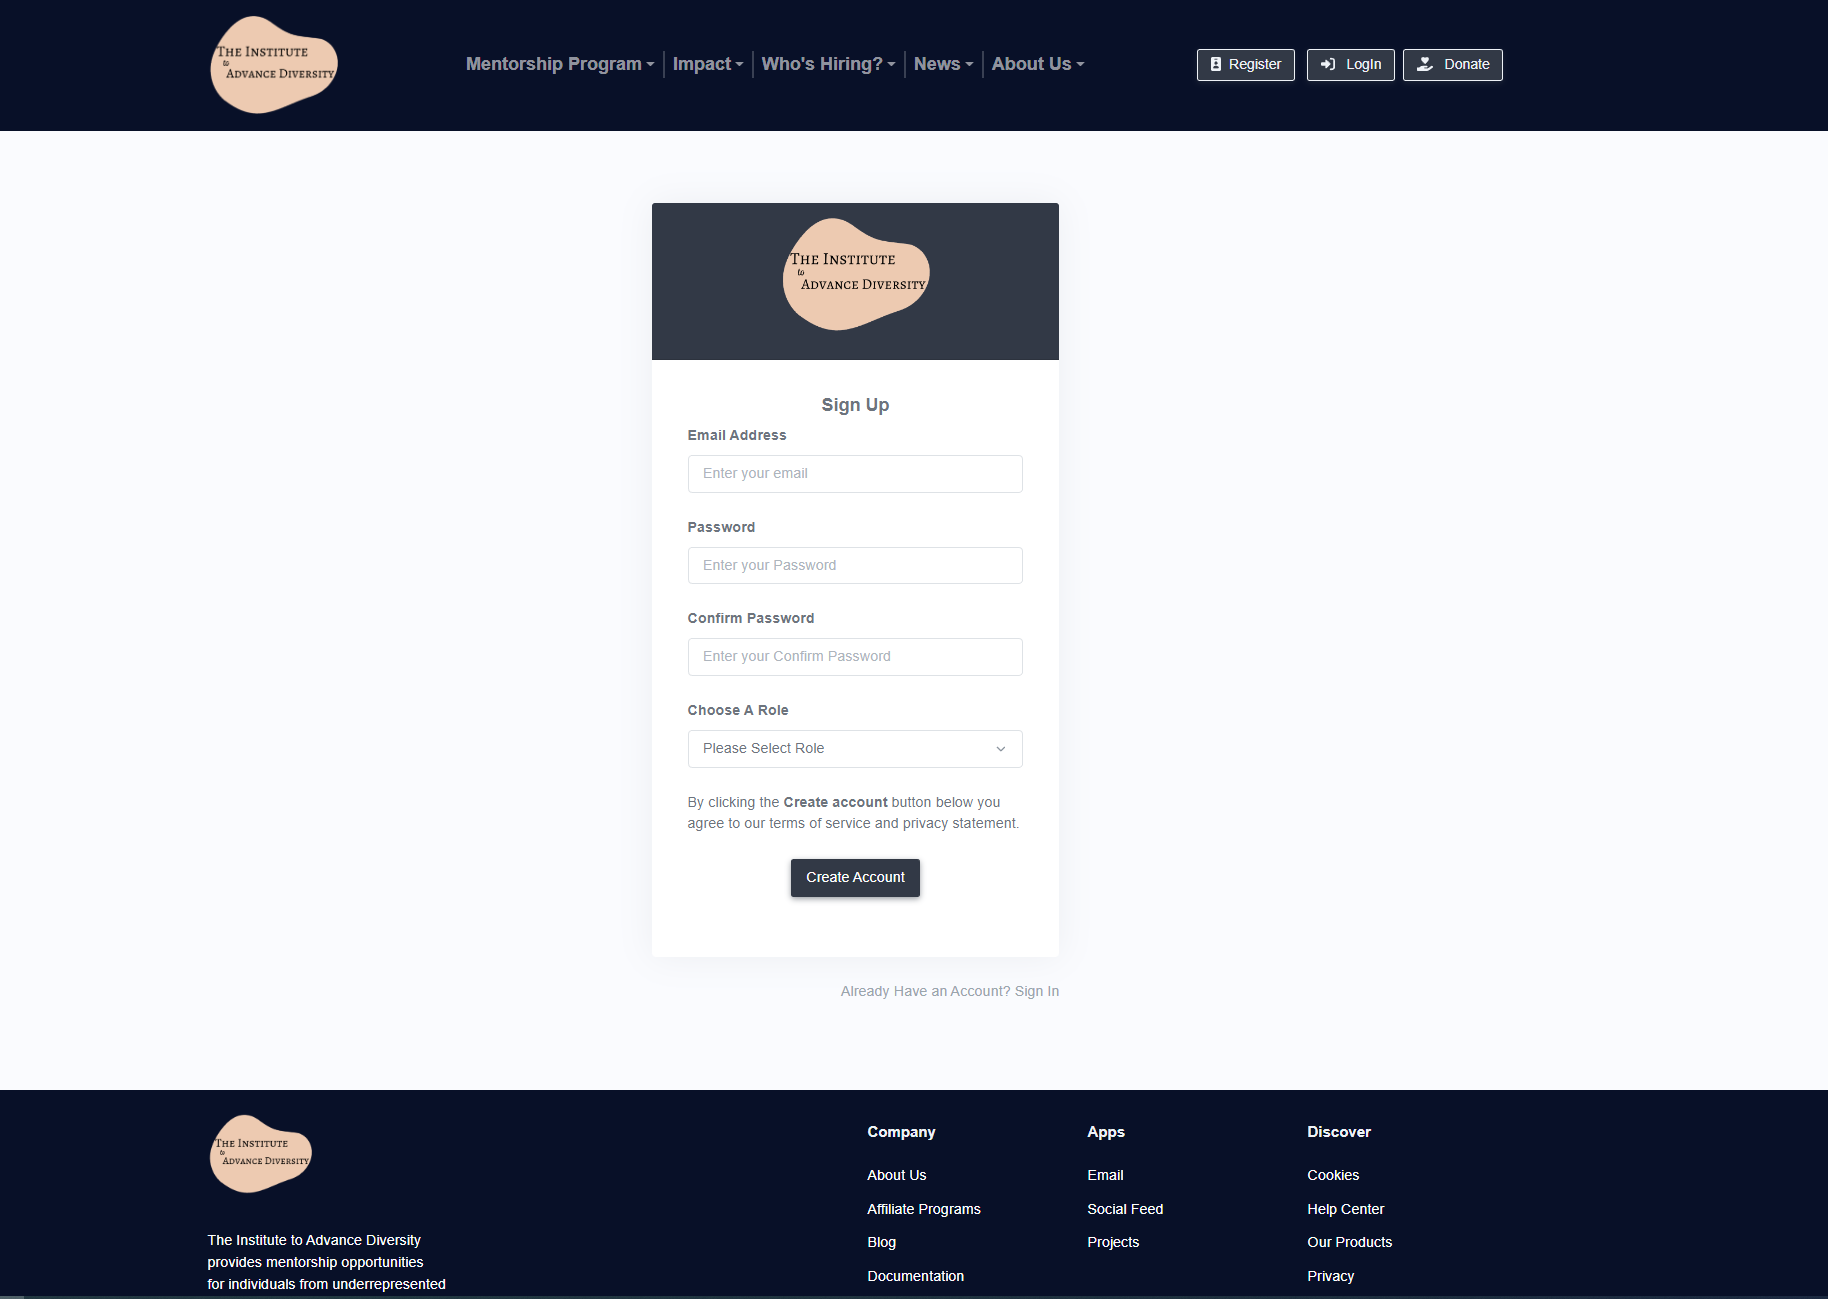 The Institute
to
Advance Diversity
Mentorship Program
Impact
Who's Hiring?
News
About Us
Register
LogIn
Donate
The Institute
to
Advance Diversity
Sign Up
Email Address
Enter your email
Password
Enter your Password
Confirm Password
Enter your Confirm Password
Choose A Role
Please Select Role
By clicking the Create account button below you
agree to our terms of service and privacy statement.
Create Account
Already Have an Account? Sign In
The Institute
to
Advance Diversity
The Institute to Advance Diversity
provides mentorship opportunities
for individuals from underrepresented
Company
About Us
Affiliate Programs
Blog
Documentation
Apps
Email
Social Feed
Projects
Discover
Cookies
Help Center
Our Products
Privacy